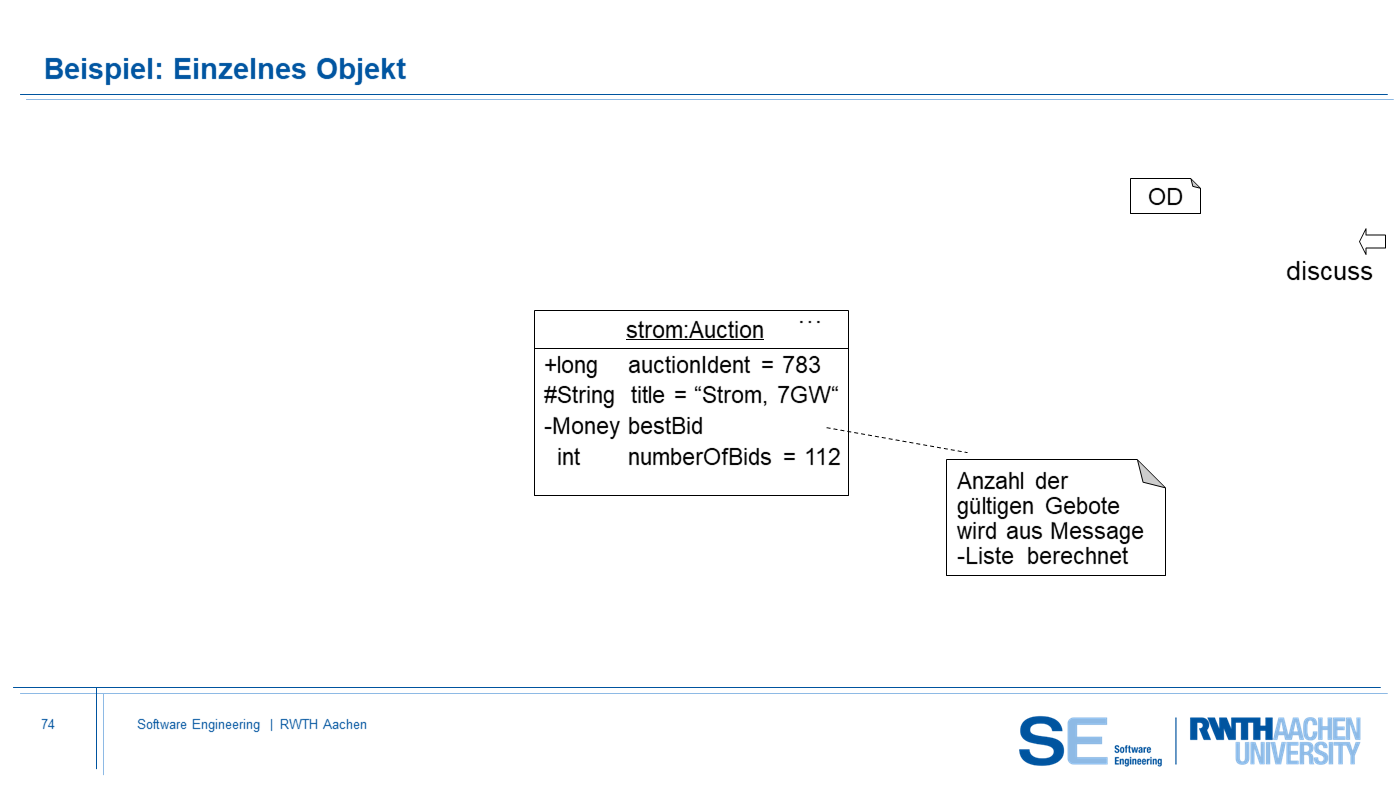 Beispiel: Einzelnes Objekt
OD
discuss
strom:Auction ...
+long auctionIdent = 783
#String title = “Strom, 7GW“
-Money bestBid
int numberOfBids = 112
Anzahl der
gültigen Gebote
wird aus Message
-Liste berechnet
74
Software Engineering | RWTH Aachen
SE Software
Engineering
RWTHAACHEN
UNIVERSITY